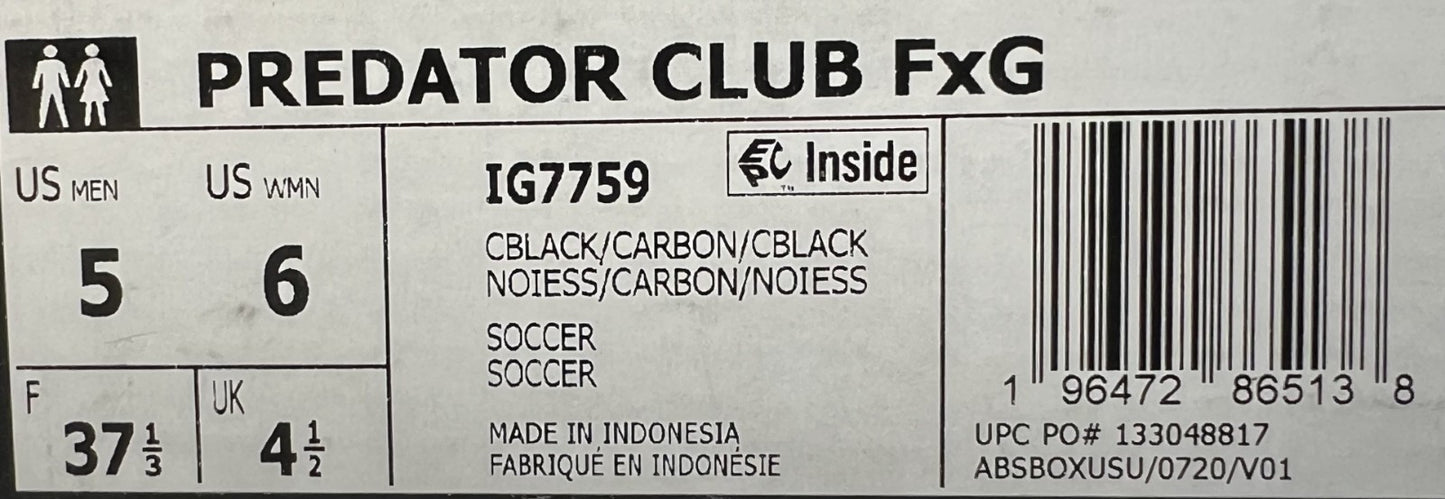 PREDATOR CLUB FxG
US MEN
5
US WMN
6
F
37 1/3
UK
4 1/2
IG7759
EPC Inside
TM
CBLACK/CARBON/CBLACK
NOIESS/CARBON/NOIESS
SOCCER
SOCCER
MADE IN INDONESIA
FABRIQUÉ EN INDONÉSIE
1 96472 86513 8
UPC PO# 133048817
ABSBOXUSU/0720/V01